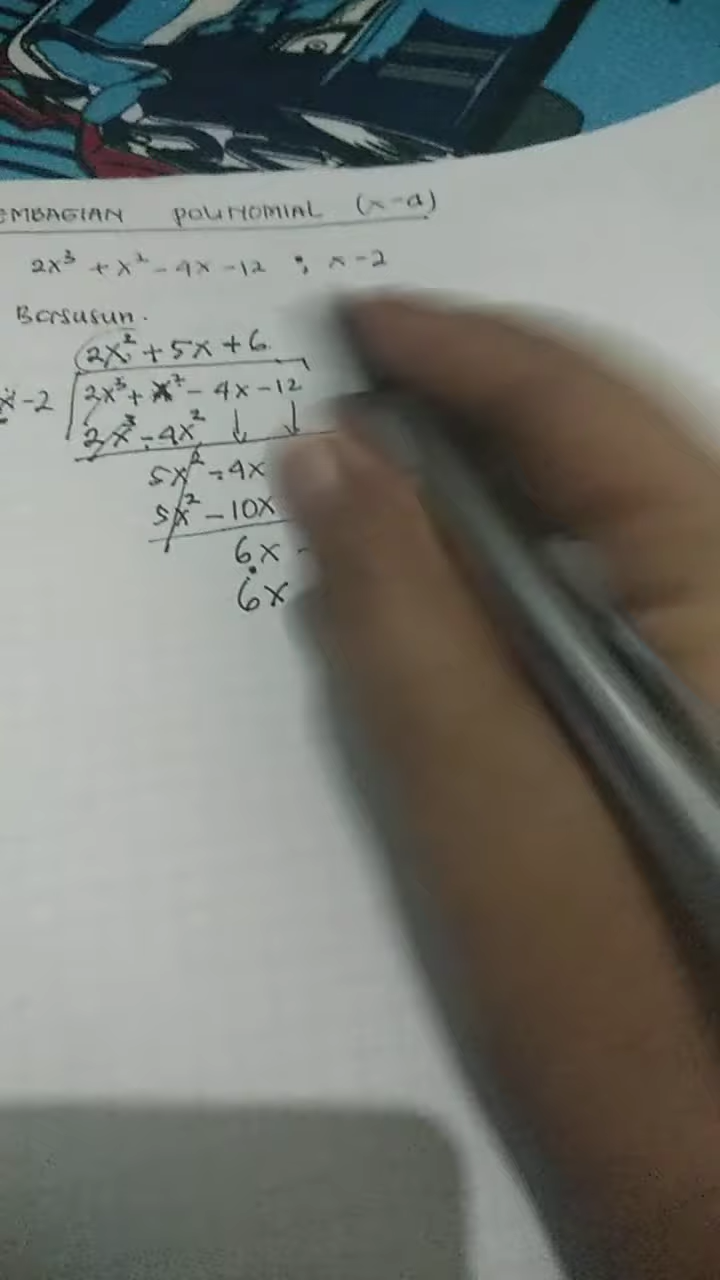 EMBAGIAN POLINOMIAL (x-a)
2x³ + x² - 4x - 12 : x - 2
Bersusun.
2x² + 5x + 6
x - 2 2x³ + x² - 4x - 12
2x³ - 4x²
5x² - 4x
5x² - 10x
6x -
6x